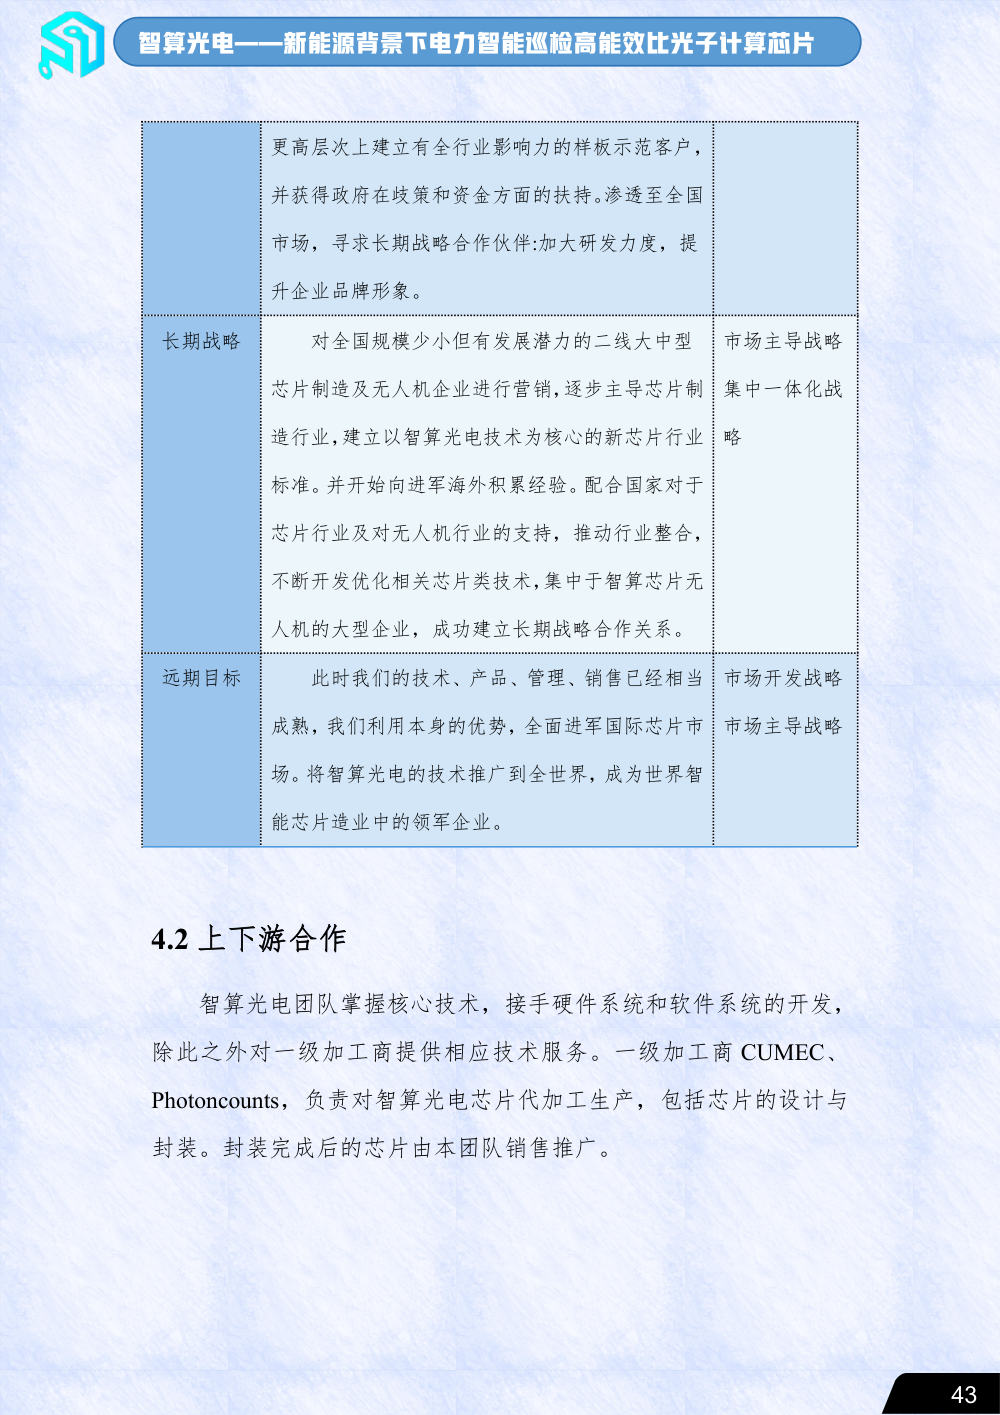 智算光电——新能源背景下电力智能巡检高能效比光子计算芯片
更高层次上建立有全行业影响力的样板示范客户，
并获得政府在歧策和资金方面的扶持。渗透至全国
市场，寻求长期战略合作伙伴:加大研发力度，提
升企业品牌形象。
长期战略
对全国规模少小但有发展潜力的二线大中型
芯片制造及无人机企业进行营销，逐步主导芯片制
造行业，建立以智算光电技术为核心的新芯片行业
标准。并开始向进军海外积累经验。配合国家对于
芯片行业及对无人机行业的支持，推动行业整合，
不断开发优化相关芯片类技术，集中于智算芯片无
人机的大型企业，成功建立长期战略合作关系。
市场主导战略
集中一体化战
略
远期目标
此时我们的技术、产品、管理、销售已经相当
成熟，我们利用本身的优势，全面进军国际芯片市
场。将智算光电的技术推广到全世界，成为世界智
能芯片造业中的领军企业。
市场开发战略
市场主导战略
4.2 上下游合作
智算光电团队掌握核心技术，接手硬件系统和软件系统的开发，
除此之外对一级加工商提供相应技术服务。一级加工商 CUMEC、
Photoncounts，负责对智算光电芯片代加工生产，包括芯片的设计与
封装。封装完成后的芯片由本团队销售推广。
43